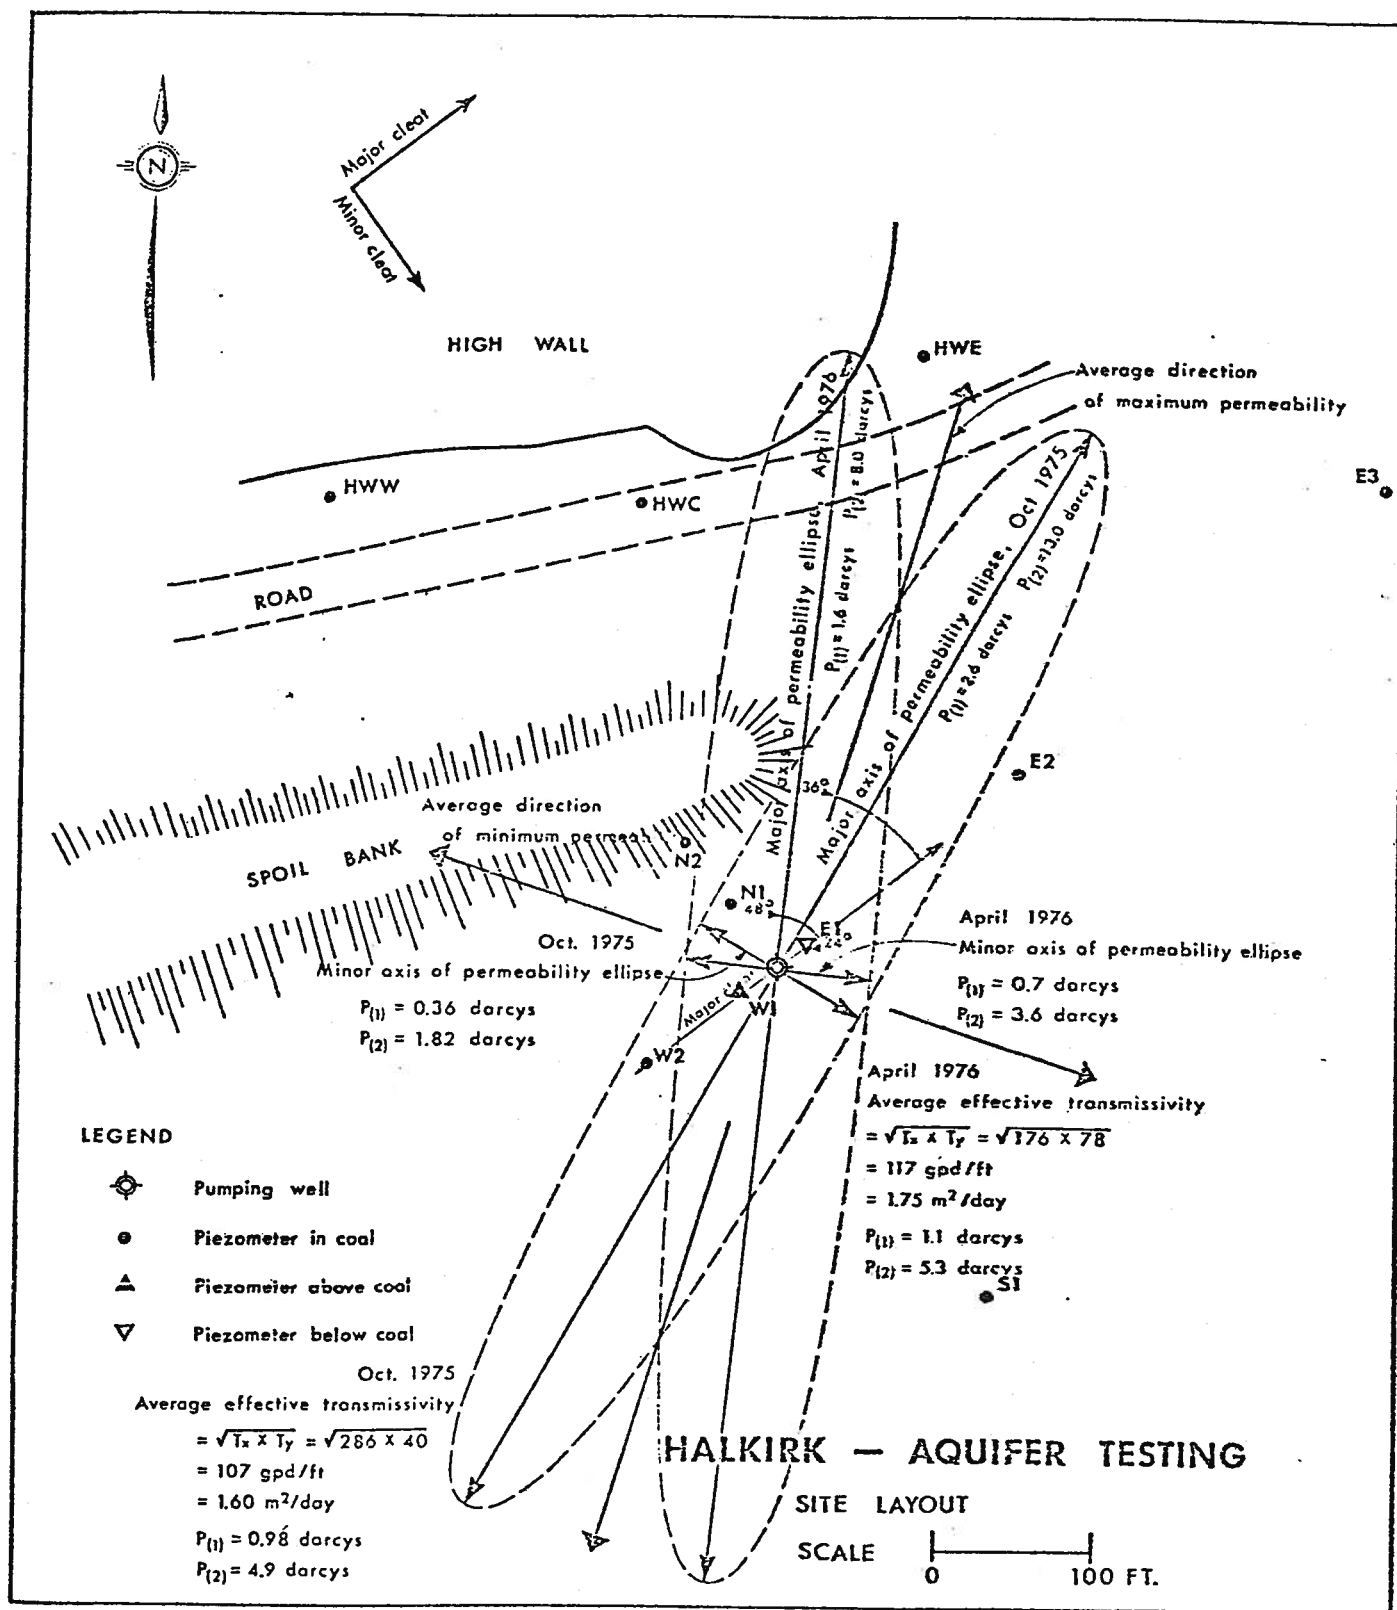 N
Major cleat
Minor cleat
HIGH WALL
HWE
Average direction
of maximum permeability
HWW
HWC
E3
ROAD
Major axis of permeability ellipse, April 1976
P(1) = 1.6 darcys P(2) = 8.0 darcys
Major axis of permeability ellipse, Oct 1975
P(1) = 2.6 darcys P(2) = 13.0 darcys
E2
36°
Average direction
of minimum
SPOIL BANK
N2
N1
48°
E1
Oct. 1975
Minor axis of permeability ellipse
P(1) = 0.36 darcys
P(2) = 1.82 darcys
April 1976
Minor axis of permeability ellipse
P(1) = 0.7 darcys
P(2) = 3.6 darcys
Major
W1
W2
April 1976
Average effective transmissivity
= √Tx X Ty = √176 X 78
= 117 gpd/ft
= 1.75 m²/day
P(1) = 1.1 darcys
P(2) = 5.3 darcys
S1
LEGEND
Pumping well
Piezometer in coal
Piezometer above coal
Piezometer below coal
Oct. 1975
Average effective transmissivity
= √Tx X Ty = √286 X 40
= 107 gpd/ft
= 1.60 m²/day
P(1) = 0.98 darcys
P(2) = 4.9 darcys
HALKIRK — AQUIFER TESTING
SITE LAYOUT
SCALE
0 100 FT.